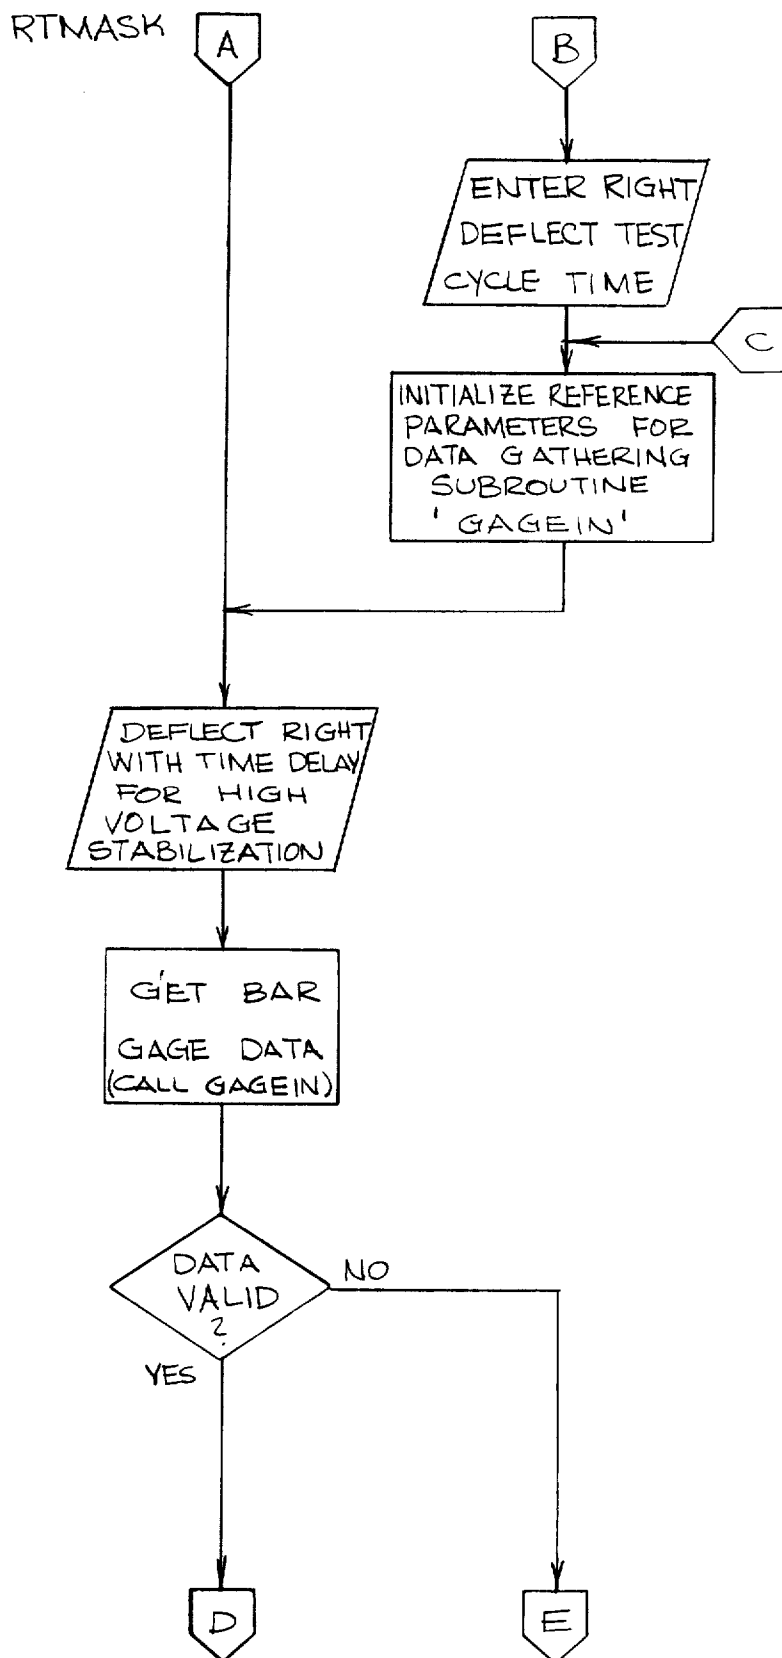 RTMASK
A
B
ENTER RIGHT
DEFLECT TEST
CYCLE TIME
C
INITIALIZE REFERENCE
PARAMETERS FOR
DATA GATHERING
SUBROUTINE
'GAGEIN'
DEFLECT RIGHT
WITH TIME DELAY
FOR HIGH
VOLTAGE
STABILIZATION
GET BAR
GAGE DATA
(CALL GAGEIN)
DATA
VALID
?
NO
YES
D
E